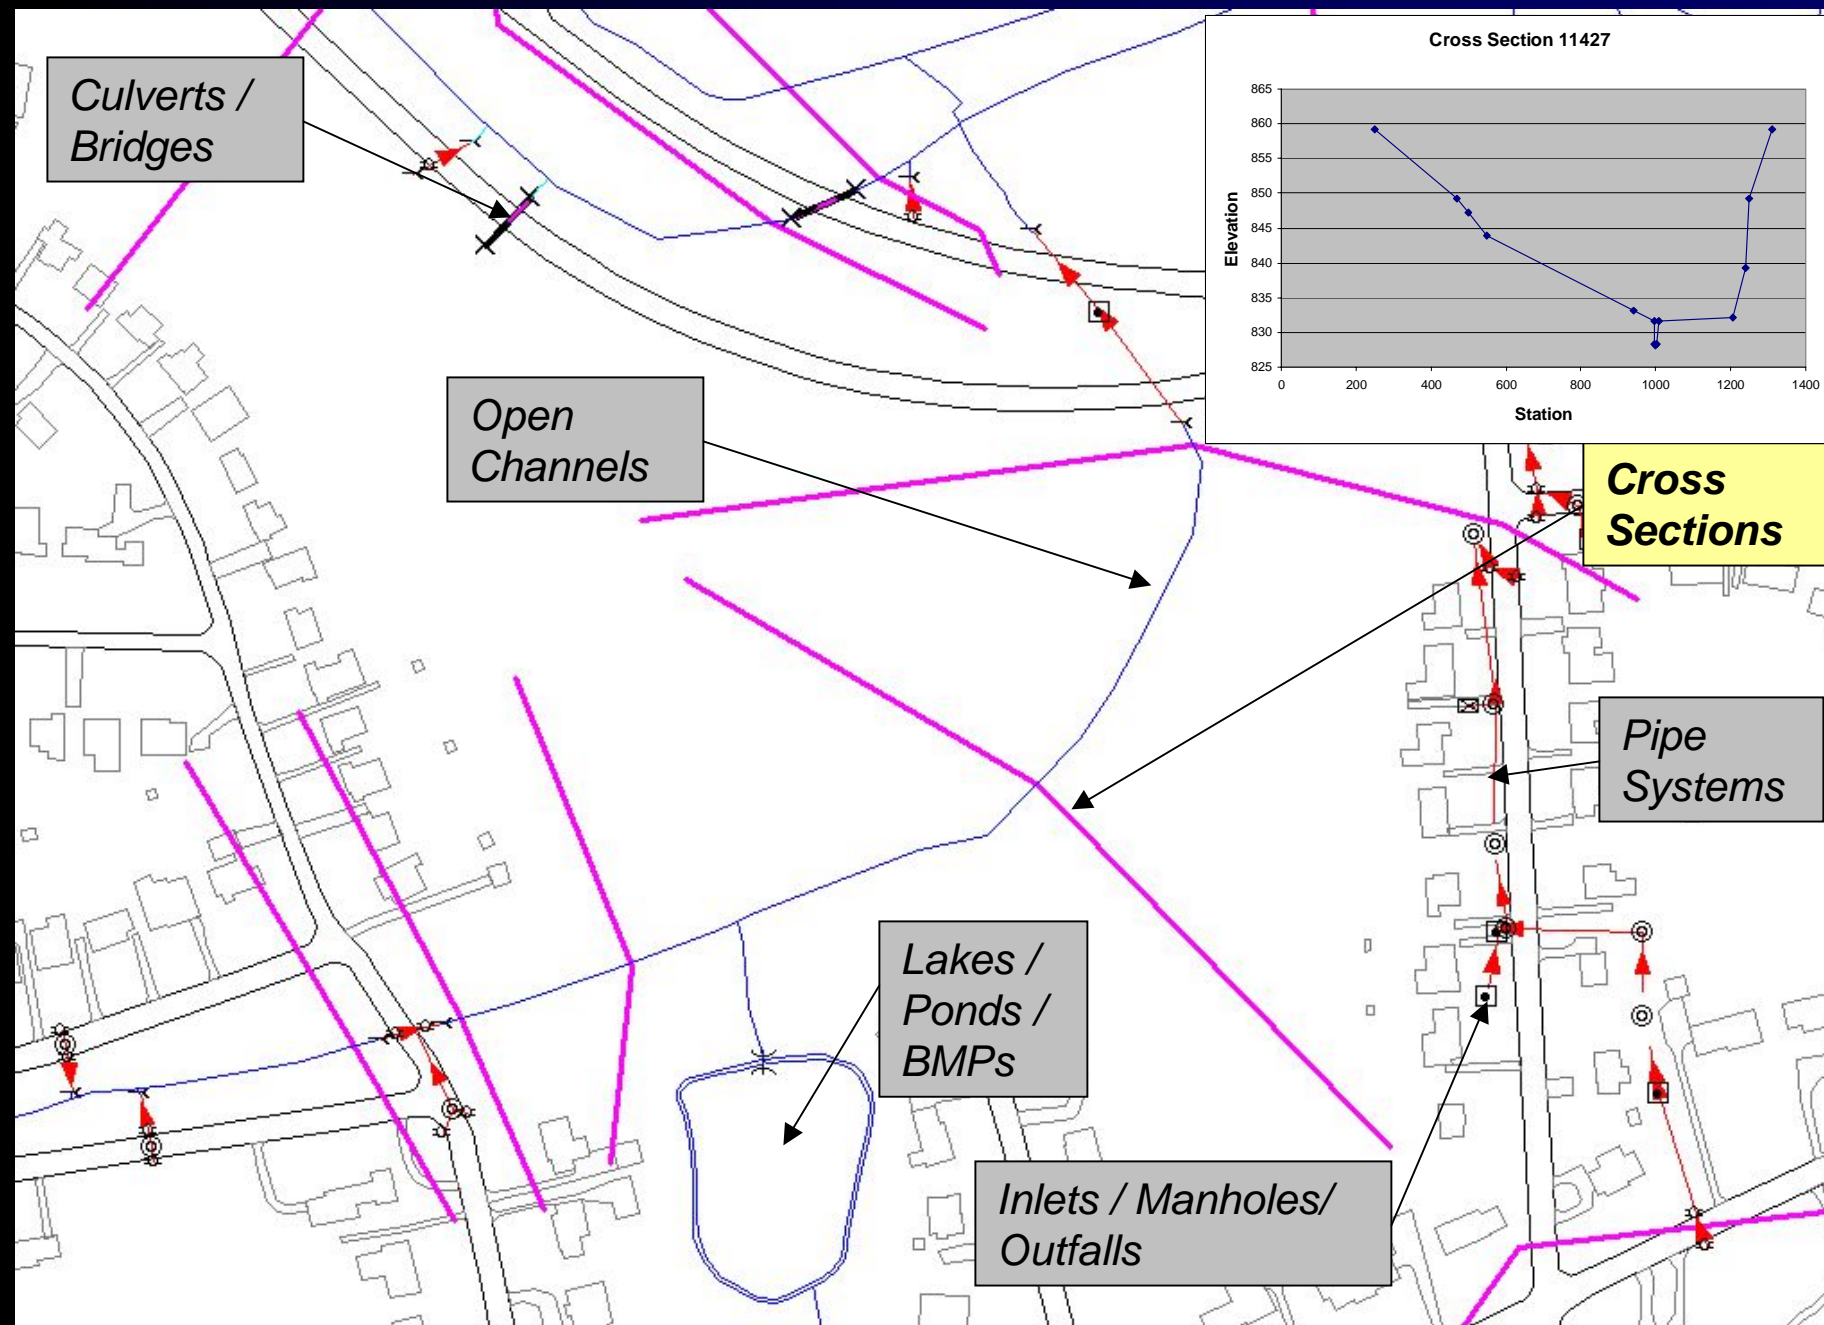 Culverts /
Bridges
Cross Section 11427
865
860
855
850
845
840
835
830
825
Elevation
0 200 400 600 800 1000 1200 1400
Station
Open
Channels
Cross
Sections
Pipe
Systems
Lakes /
Ponds /
BMPs
Inlets / Manholes/
Outfalls